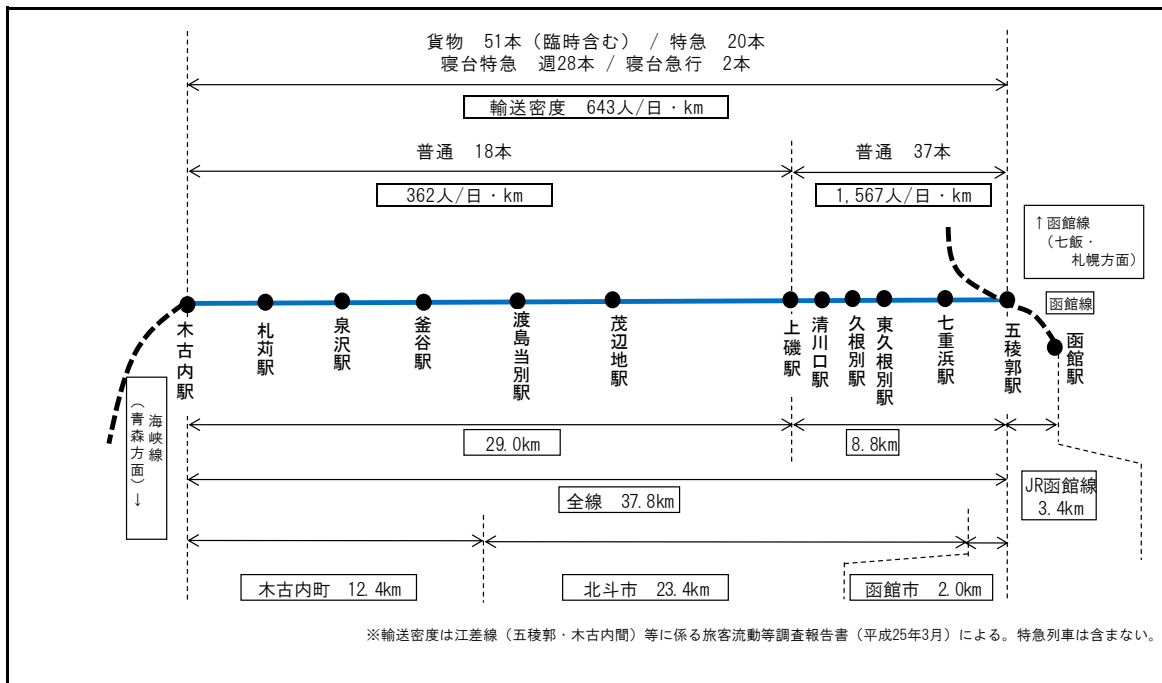 貨物 51本（臨時含む） / 特急 20本
寝台特急 週28本 / 寝台急行 2本
輸送密度 643人/日・km
普通 18本
普通 37本
362人/日・km
1,567人/日・km
↑函館線
（七飯・
札幌方面）
函館線
木古内駅
札苅駅
泉沢駅
釜谷駅
渡島当別駅
茂辺地駅
上磯駅
清川口駅
久根別駅
東久根別駅
七重浜駅
五稜郭駅
函館駅
海峡線
（青森方面）↓
29.0km
8.8km
全線 37.8km
JR函館線
3.4km
木古内町 12.4km
北斗市 23.4km
函館市 2.0km
※輸送密度は江差線（五稜郭・木古内間）等に係る旅客流動等調査報告書（平成25年3月）による。特急列車は含まない。